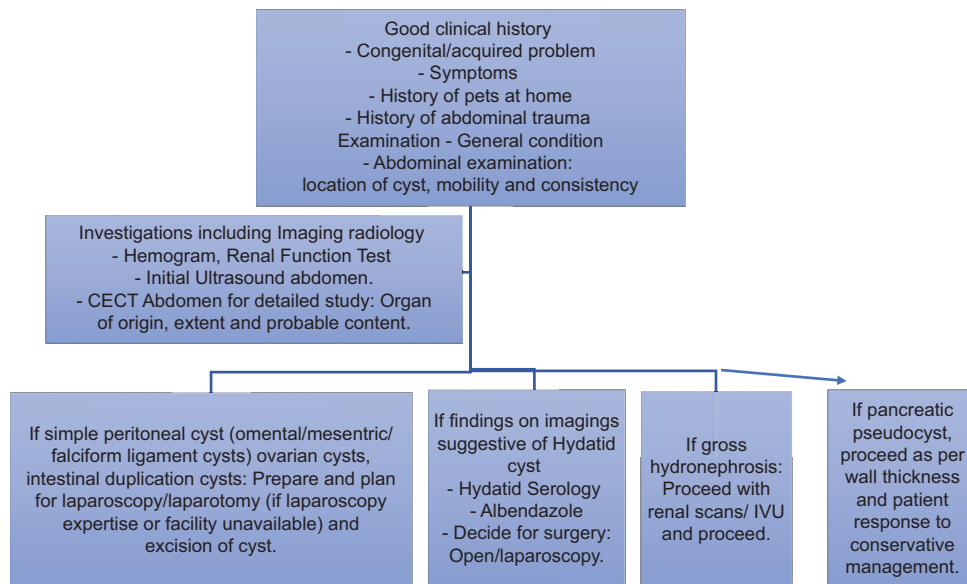 Good clinical history
- Congenital/acquired problem
- Symptoms
- History of pets at home
- History of abdominal trauma
Examination - General condition
- Abdominal examination:
location of cyst, mobility and consistency
Investigations including Imaging radiology
- Hemogram, Renal Function Test
- Initial Ultrasound abdomen.
- CECT Abdomen for detailed study: Organ
of origin, extent and probable content.
If simple peritoneal cyst (omental/mesentric/
falciform ligament cysts) ovarian cysts,
intestinal duplication cysts: Prepare and plan
for laparoscopy/laparotomy (if laparoscopy
expertise or facility unavailable) and
excision of cyst.
If findings on imagings
suggestive of Hydatid
cyst
- Hydatid Serology
- Albendazole
- Decide for surgery:
Open/laparoscopy.
If gross
hydronephrosis:
Proceed with
renal scans/ IVU
and proceed.
If pancreatic
pseudocyst,
proceed as per
wall thickness
and patient
response to
conservative
management.